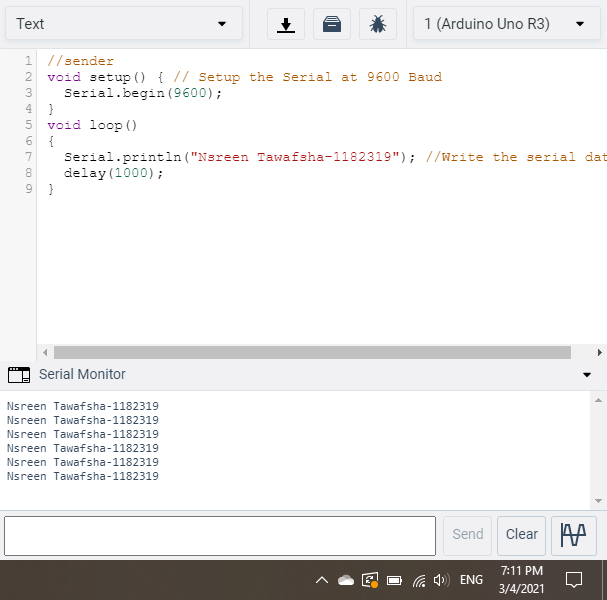 Text
1 (Arduino Uno R3)
1 //sender
2 void setup() { // Setup the Serial at 9600 Baud
3 Serial.begin(9600);
4 }
5 void loop()
6 {
7 Serial.println("Nsreen Tawafsha-1182319"); //Write the serial dat
8 delay(1000);
9 }
Serial Monitor
Nsreen Tawafsha-1182319
Nsreen Tawafsha-1182319
Nsreen Tawafsha-1182319
Nsreen Tawafsha-1182319
Nsreen Tawafsha-1182319
Nsreen Tawafsha-1182319
Send
Clear
ENG
7:11 PM
3/4/2021